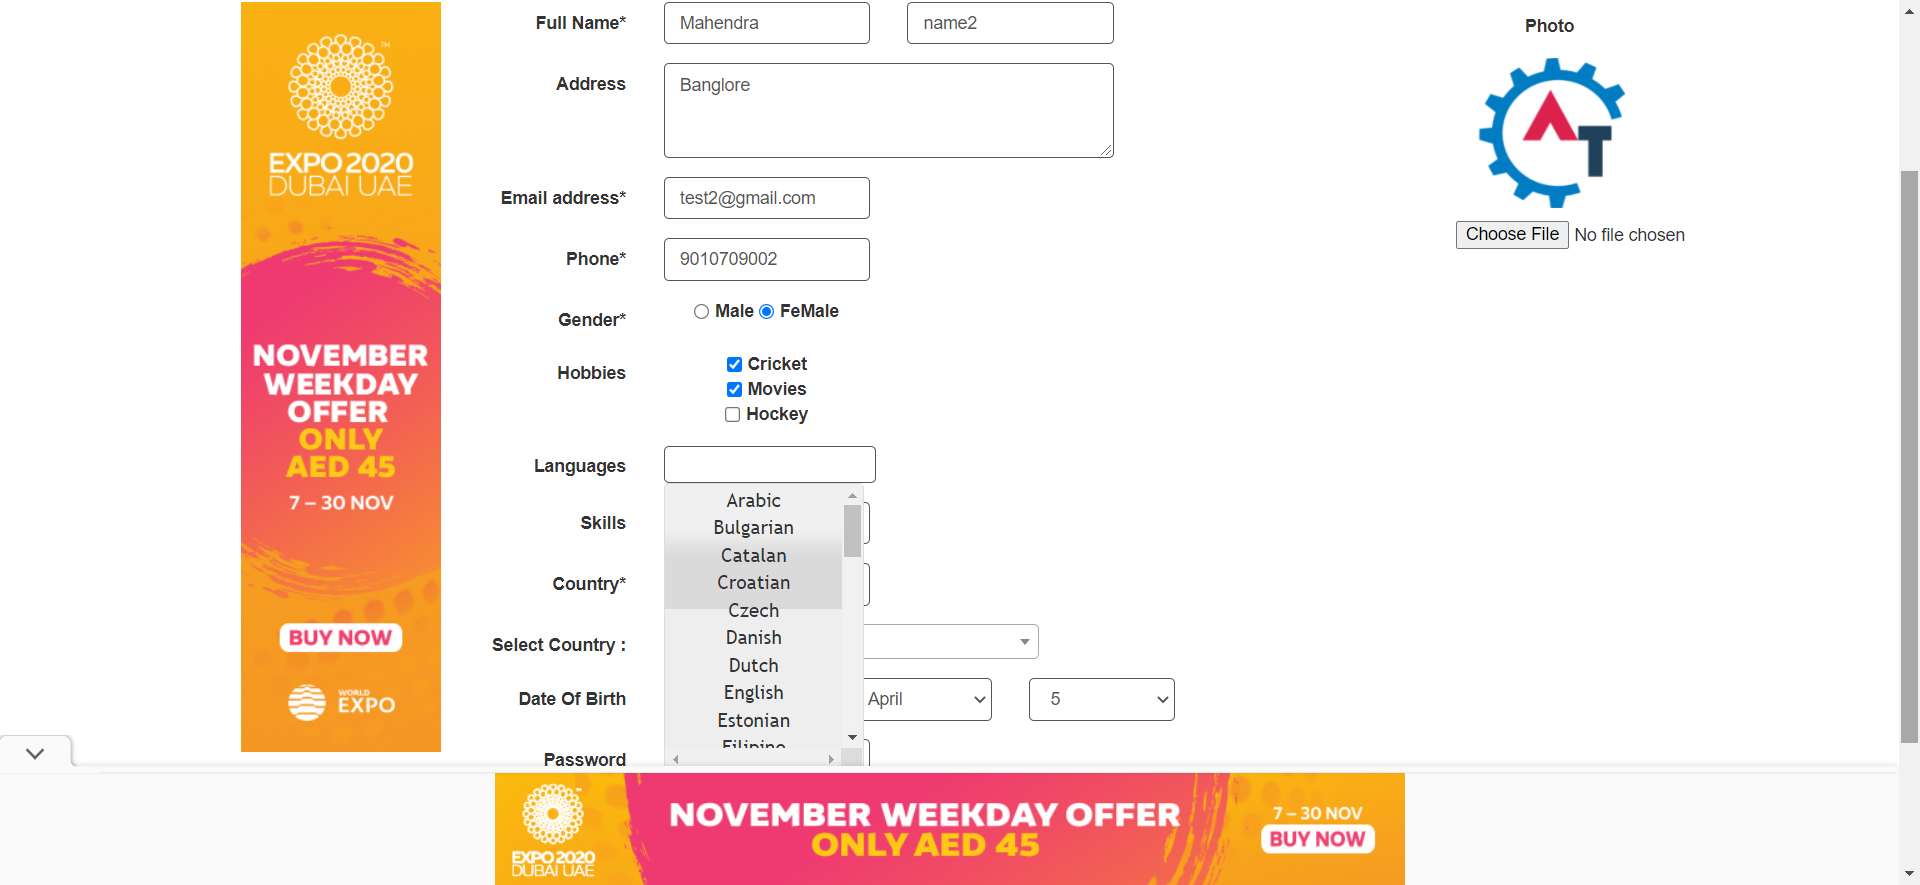 EXPO 2020
DUBAI UAE
NOVEMBER
WEEKDAY
OFFER
ONLY
AED 45
7 – 30 NOV
BUY NOW
WORLD
EXPO
Full Name*
Mahendra
name2
Address
Banglore
Email address*
test2@gmail.com
Phone*
9010709002
Gender*
Male
FeMale
Hobbies
Cricket
Movies
Hockey
Languages
Arabic
Bulgarian
Catalan
Croatian
Czech
Danish
Dutch
English
Estonian
Filipino
Skills
Country*
Select Country :
Date Of Birth
April
5
Password
Photo
AT
Choose File No file chosen
EXPO 2020
DUBAI UAE
NOVEMBER WEEKDAY OFFER
ONLY AED 45
7 – 30 NOV
BUY NOW